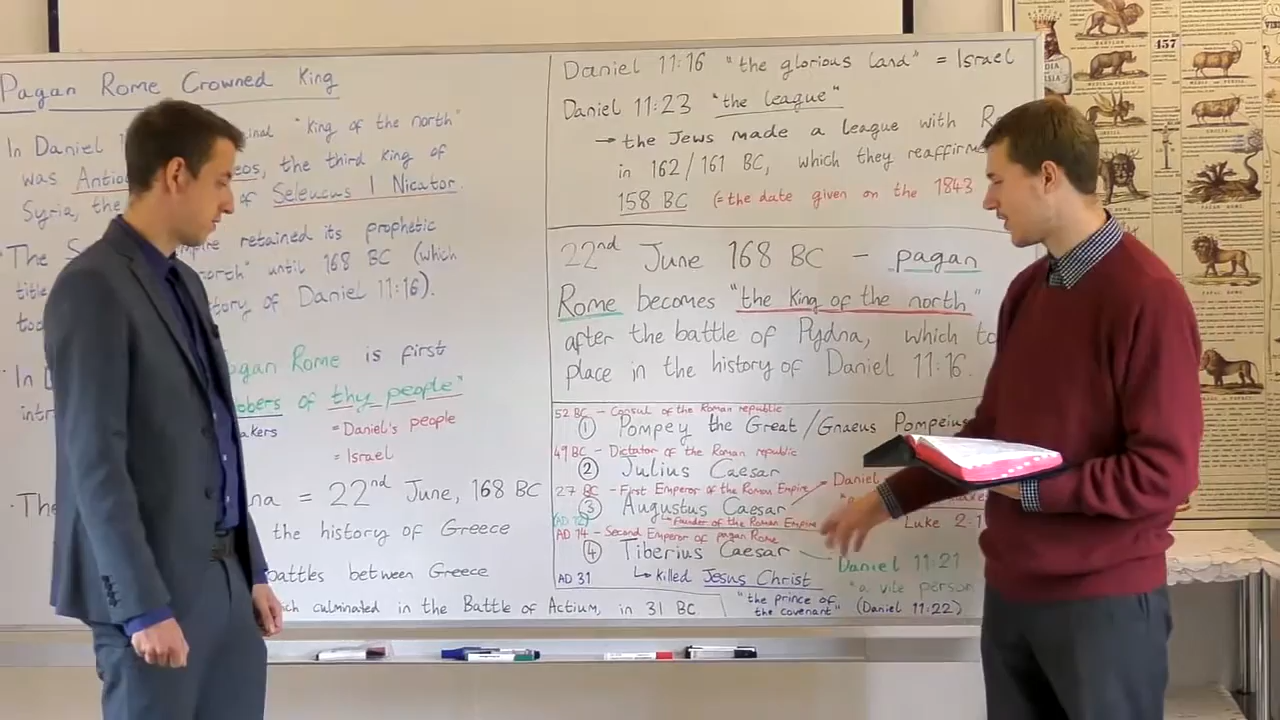 Pagan Rome Crowned King
In Daniel "king of the north"
was the third king of
Syria, the of Seleucus I Nicator.
The retained its prophetic
until 168 BC (which
of Daniel 11:16).
Rome is first
of thy people"
= Daniel's people
= Israel
= 22nd June, 168 BC
the history of Greece
battles between Greece
culminated in the Battle of Actium, in 31 BC
Daniel 11:16 "the glorious land" = Israel
Daniel 11:23 "the league"
→ the Jews made a league with
in 162/161 BC, which they
158 BC (= the date given on the 1843
22nd June 168 BC - pagan
Rome becomes "the King of the north"
after the battle of Pydna, which
place in the history of Daniel 11:16.
52 BC - Consul of the Roman republic
① Pompey the Great/Gnaeus Pompeius
49 BC - Dictator of the Roman republic
② Julius Caesar
27 BC - First Emperor of the Roman Empire
Daniel
③ Augustus Caesar
founder of the Roman Empire
Luke 2:1
AD 14 - Second Emperor of pagan Rome
④ Tiberius Caesar
Daniel 11:21
"a vile person
AD 31 ↳ killed Jesus Christ
"the prince of
the covenant" (Daniel 11:22)
457